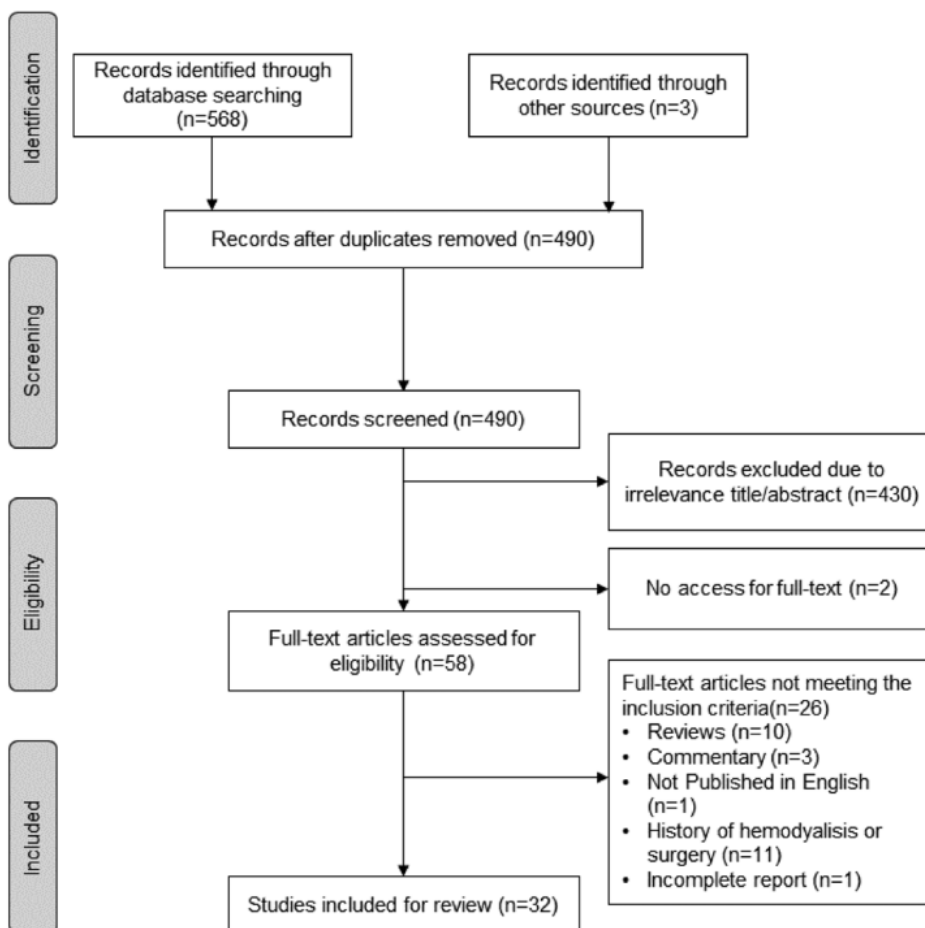 Identification
Records identified through
database searching
(n=568)
Records identified through
other sources (n=3)
Records after duplicates removed (n=490)
Screening
Records screened (n=490)
Records excluded due to
irrelevance title/abstract (n=430)
Eligibility
No access for full-text (n=2)
Full-text articles assessed for
eligibility (n=58)
Full-text articles not meeting the
inclusion criteria(n=26)
• Reviews (n=10)
• Commentary (n=3)
• Not Published in English
(n=1)
• History of hemodyalisis or
surgery (n=11)
• Incomplete report (n=1)
Included
Studies included for review (n=32)